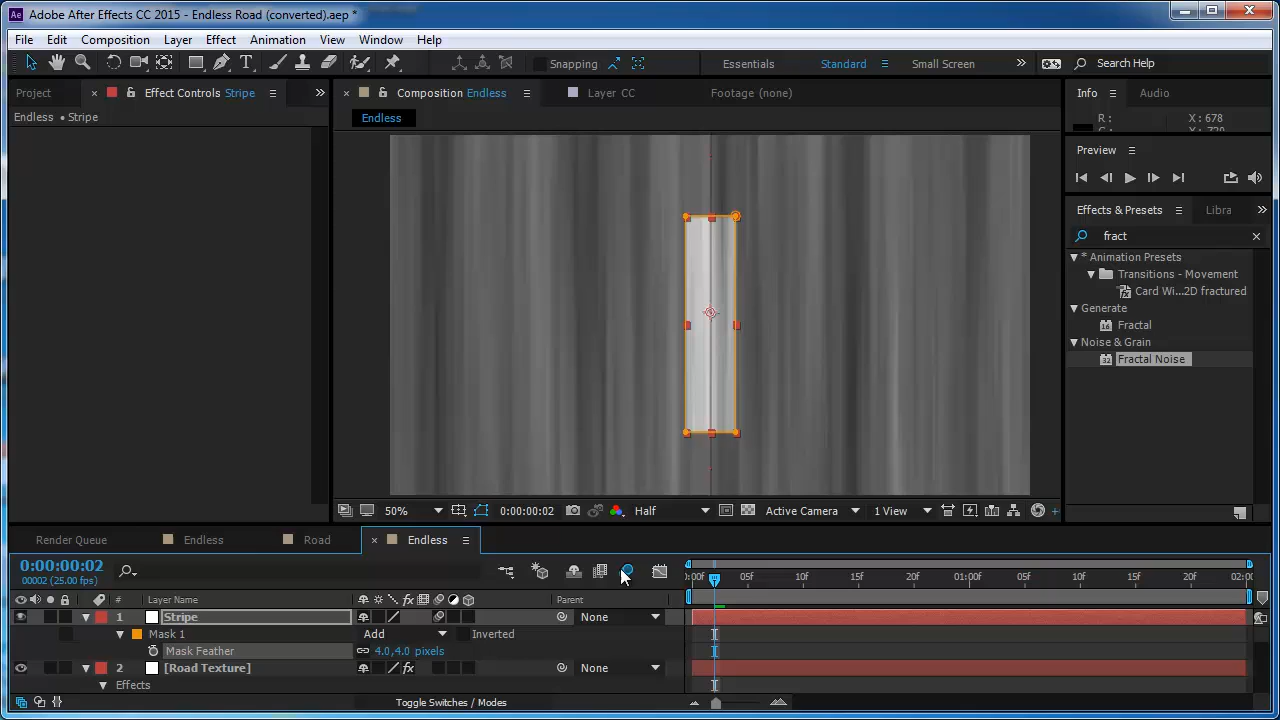 Adobe After Effects CC 2015 - Endless Road (converted).aep *
File Edit Composition Layer Effect Animation View Window Help
Snapping Essentials Standard Small Screen Search Help
Project Effect Controls Stripe Composition Endless Layer CC Footage (none) Info Audio
Endless • Stripe Endless R : X : 678
Preview
Effects & Presets Libra
fract
* Animation Presets
Transitions - Movement
Card Wi...2D fractured
Generate
Fractal
Noise & Grain
Fractal Noise
50% 0:00:00:02 Half Active Camera 1 View
Render Queue Endless Road Endless
0:00:00:02
00002 (25.00 fps)
:00f 05f 10f 15f 20f 01:00f 05f 10f 15f 20f 02:00
# Layer Name Parent
1 Stripe None
Mask 1 Add Inverted
Mask Feather 4.0,4.0 pixels
2 [Road Texture] None
Effects
Toggle Switches / Modes